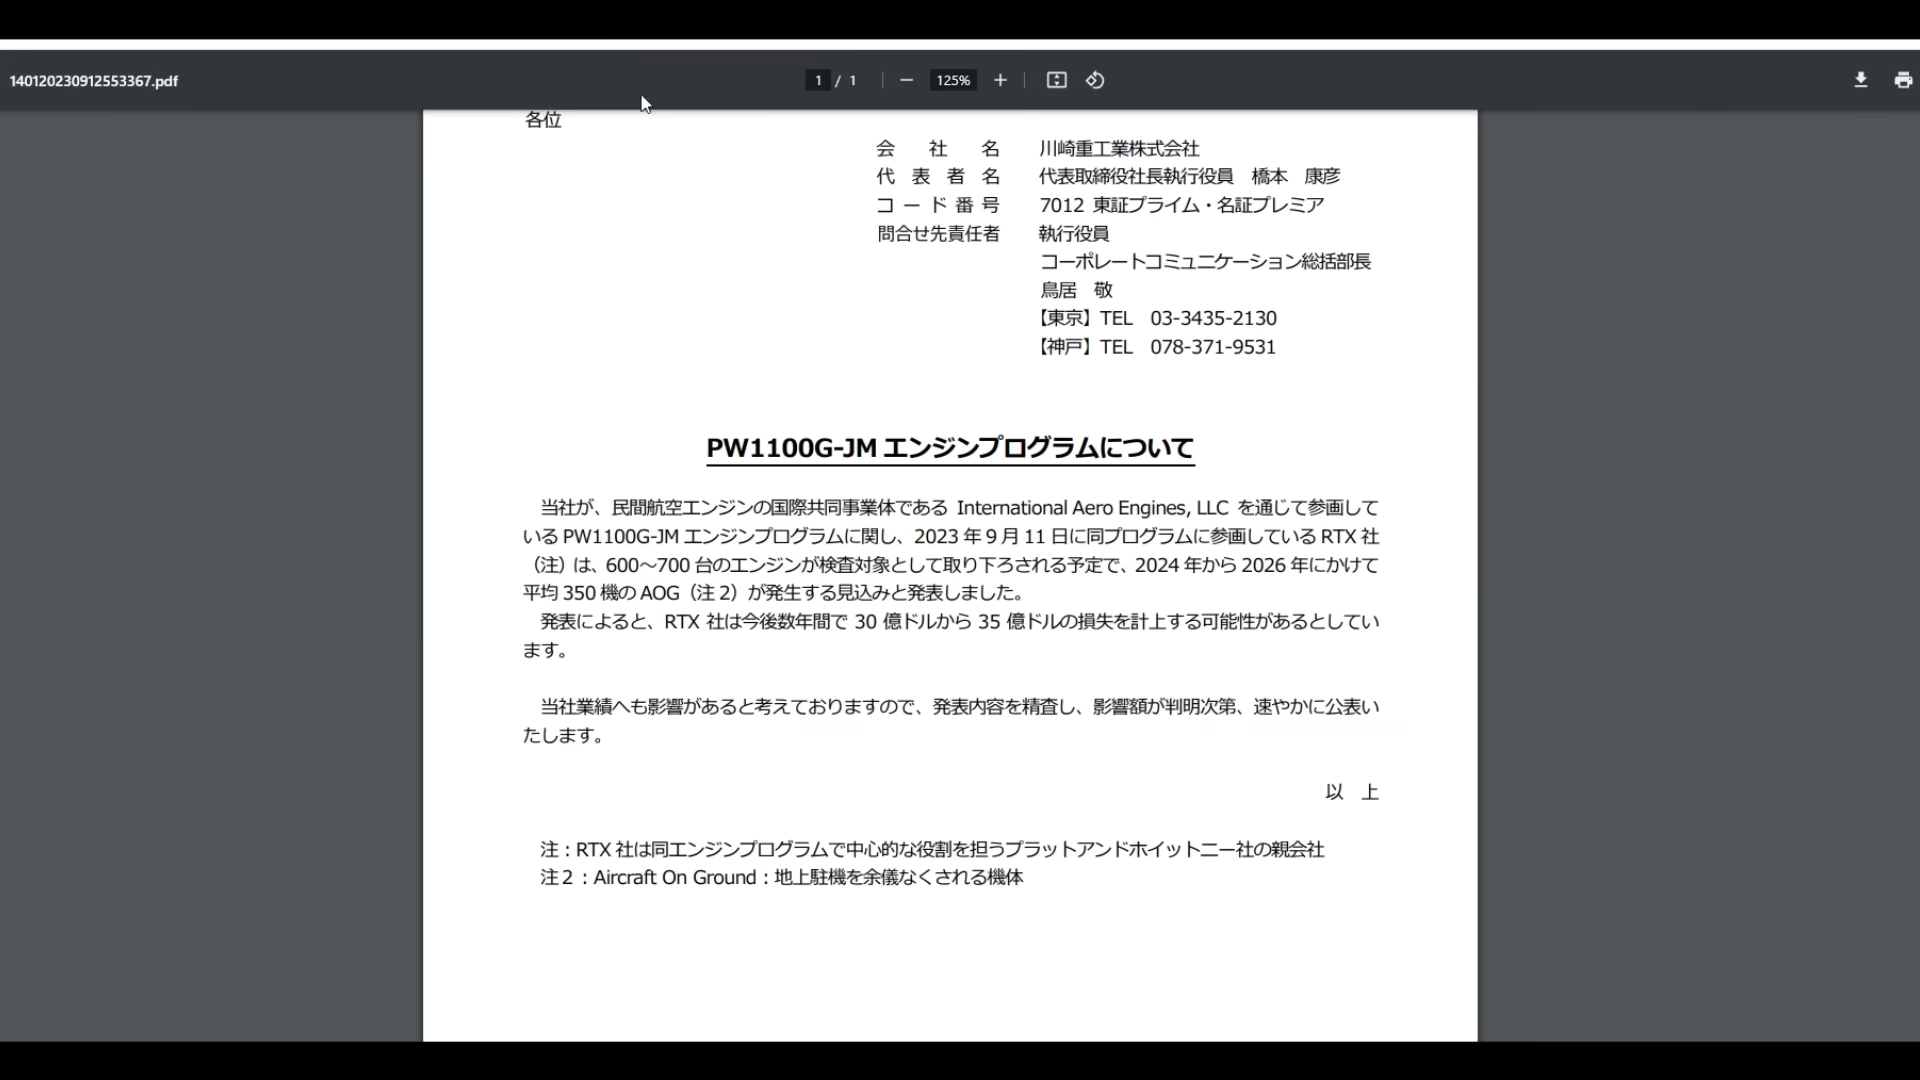 140120230912553367.pdf
1 / 1
125%
各位
会 社 名 川崎重工業株式会社
代 表 者 名 代表取締役社長執行役員 橋本 康彦
コ ー ド 番 号 7012 東証プライム・名証プレミア
問合せ先責任者 執行役員
コーポレートコミュニケーション総括部長
鳥居 敬
【東京】TEL 03-3435-2130
【神戸】TEL 078-371-9531
PW1100G-JM エンジンプログラムについて
当社が、民間航空エンジンの国際共同事業体である International Aero Engines, LLC を通じて参画して
いる PW1100G-JM エンジンプログラムに関し、2023 年 9 月 11 日に同プログラムに参画している RTX 社
（注）は、600～700 台のエンジンが検査対象として取り下ろされる予定で、2024 年から 2026 年にかけて
平均 350 機の AOG（注 2）が発生する見込みと発表しました。
発表によると、RTX 社は今後数年間で 30 億ドルから 35 億ドルの損失を計上する可能性があるとしてい
ます。
当社業績へも影響があると考えておりますので、発表内容を精査し、影響額が判明次第、速やかに公表い
たします。
以 上
注：RTX 社は同エンジンプログラムで中心的な役割を担うプラットアンドホイットニー社の親会社
注２：Aircraft On Ground：地上駐機を余儀なくされる機体